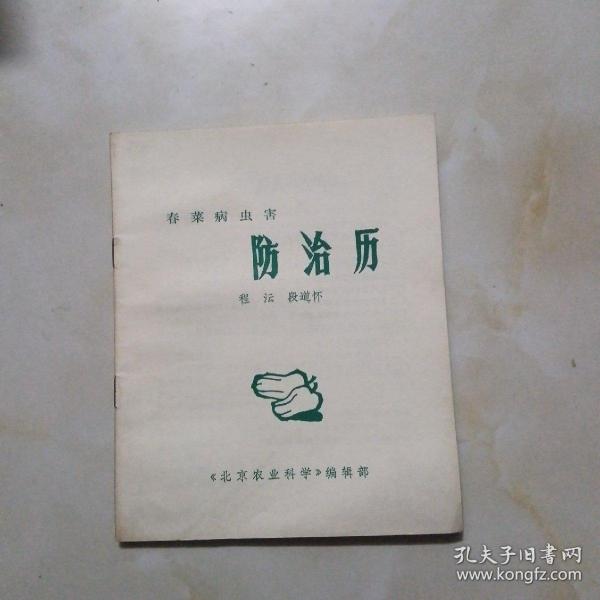 春菜病虫害
防治历
程沄 段道怀
《北京农业科学》编辑部
孔夫子旧書网
www.kongfz.com